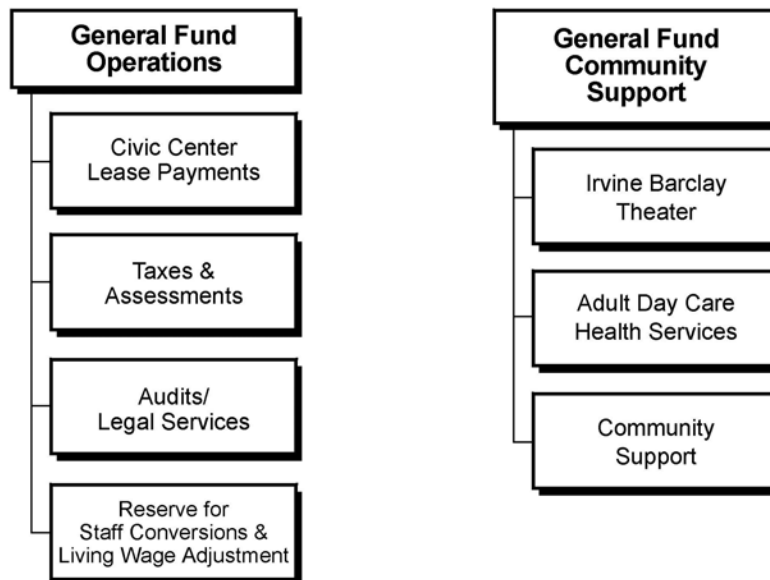 General Fund
Operations
Civic Center
Lease Payments
Taxes &
Assessments
Audits/
Legal Services
Reserve for
Staff Conversions &
Living Wage Adjustment
General Fund
Community
Support
Irvine Barclay
Theater
Adult Day Care
Health Services
Community
Support